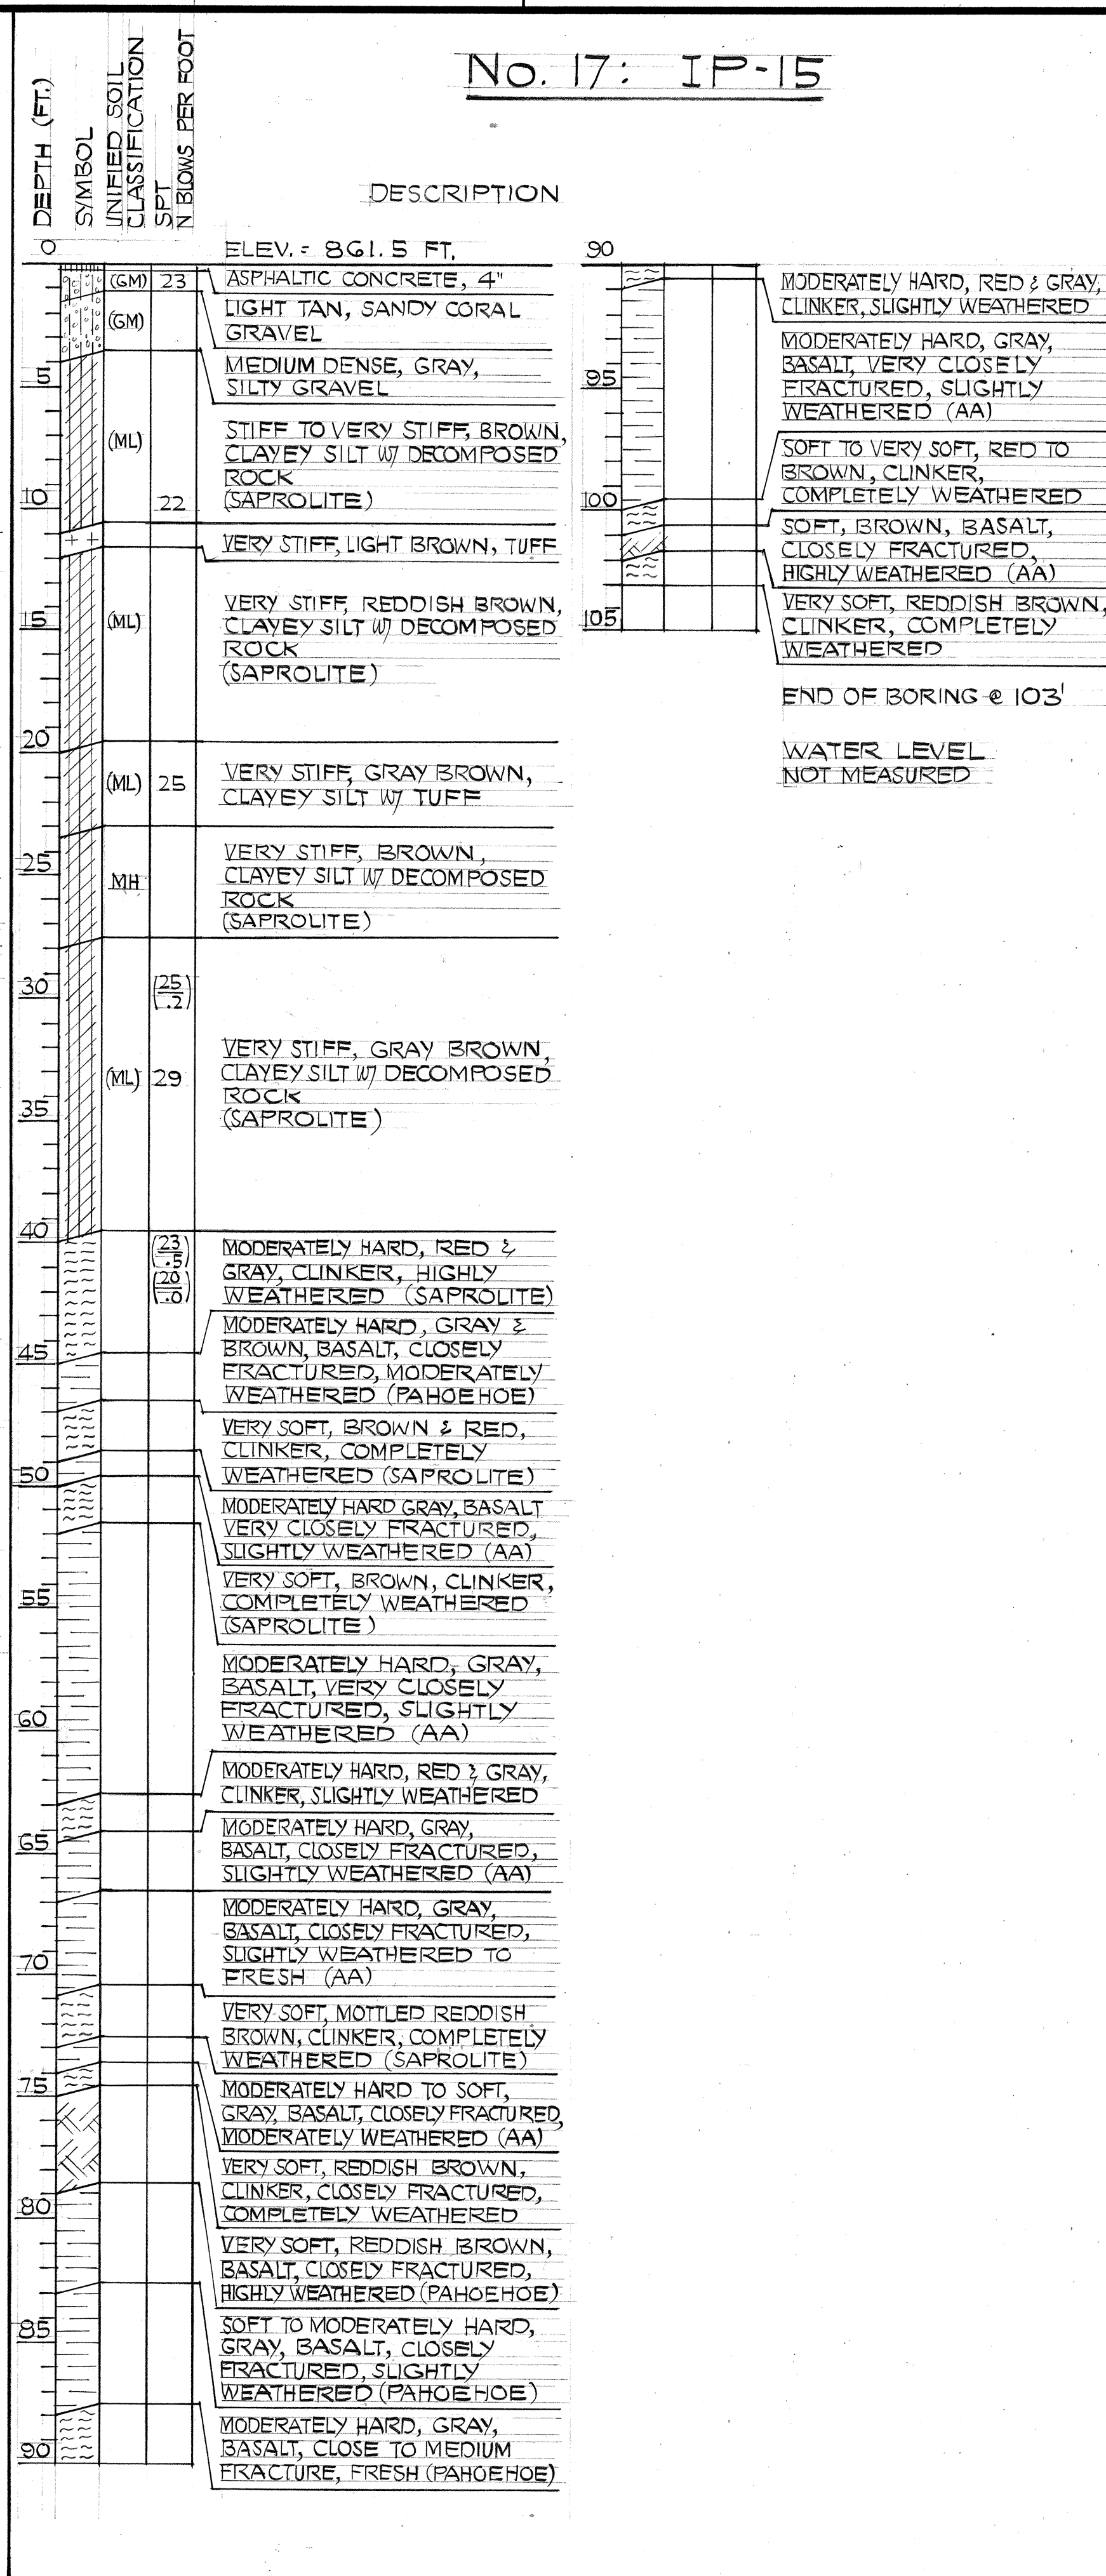 No. 17: IP-15
DEPTH (FT.)
SYMBOL
UNIFIED SOIL
CLASSIFICATION
SPT
N BLOWS PER FOOT
DESCRIPTION
0
ELEV. = 861.5 FT.
(GM)
23
ASPHALTIC CONCRETE, 4"
(GM)
LIGHT TAN, SANDY CORAL
GRAVEL
5
MEDIUM DENSE, GRAY,
SILTY GRAVEL
(ML)
STIFF TO VERY STIFF, BROWN,
CLAYEY SILT W/ DECOMPOSED
ROCK
(SAPROLITE)
10
22
VERY STIFF, LIGHT BROWN, TUFF
15
(ML)
VERY STIFF, REDDISH BROWN,
CLAYEY SILT W/ DECOMPOSED
ROCK
(SAPROLITE)
20
(ML)
25
VERY STIFF, GRAY BROWN,
CLAYEY SILT W/ TUFF
25
MH
VERY STIFF, BROWN,
CLAYEY SILT W/ DECOMPOSED
ROCK
(SAPROLITE)
30
(25
.2)
(ML)
29
VERY STIFF, GRAY BROWN,
CLAYEY SILT W/ DECOMPOSED
ROCK
(SAPROLITE)
35
40
(23
.5)
(20
.0)
MODERATELY HARD, RED &
GRAY, CLINKER, HIGHLY
WEATHERED (SAPROLITE)
45
MODERATELY HARD, GRAY &
BROWN, BASALT, CLOSELY
FRACTURED, MODERATELY
WEATHERED (PAHOEHOE)
VERY SOFT, BROWN & RED,
CLINKER, COMPLETELY
WEATHERED (SAPROLITE)
50
MODERATELY HARD GRAY, BASALT
VERY CLOSELY FRACTURED,
SLIGHTLY WEATHERED (AA)
55
VERY SOFT, BROWN, CLINKER,
COMPLETELY WEATHERED
(SAPROLITE)
60
MODERATELY HARD, GRAY,
BASALT, VERY CLOSELY
FRACTURED, SLIGHTLY
WEATHERED (AA)
MODERATELY HARD, RED & GRAY,
CLINKER, SLIGHTLY WEATHERED
65
MODERATELY HARD, GRAY,
BASALT, CLOSELY FRACTURED,
SLIGHTLY WEATHERED (AA)
70
MODERATELY HARD, GRAY,
BASALT, CLOSELY FRACTURED,
SLIGHTLY WEATHERED TO
FRESH (AA)
VERY SOFT, MOTTLED REDDISH
BROWN, CLINKER, COMPLETELY
WEATHERED (SAPROLITE)
75
MODERATELY HARD TO SOFT,
GRAY, BASALT, CLOSELY FRACTURED,
MODERATELY WEATHERED (AA)
VERY SOFT, REDDISH BROWN,
CLINKER, CLOSELY FRACTURED,
COMPLETELY WEATHERED
80
VERY SOFT, REDDISH BROWN,
BASALT, CLOSELY FRACTURED,
HIGHLY WEATHERED (PAHOEHOE)
85
SOFT TO MODERATELY HARD,
GRAY, BASALT, CLOSELY
FRACTURED, SLIGHTLY
WEATHERED (PAHOEHOE)
90
MODERATELY HARD, GRAY,
BASALT, CLOSE TO MEDIUM
FRACTURE, FRESH (PAHOEHOE)
90
MODERATELY HARD, RED & GRAY,
CLINKER, SLIGHTLY WEATHERED
95
MODERATELY HARD, GRAY,
BASALT, VERY CLOSELY
FRACTURED, SLIGHTLY
WEATHERED (AA)
100
SOFT TO VERY SOFT, RED TO
BROWN, CLINKER,
COMPLETELY WEATHERED
SOFT, BROWN, BASALT,
CLOSELY FRACTURED,
HIGHLY WEATHERED (AA)
105
VERY SOFT, REDDISH BROWN,
CLINKER, COMPLETELY
WEATHERED
END OF BORING @ 103'
WATER LEVEL
NOT MEASURED